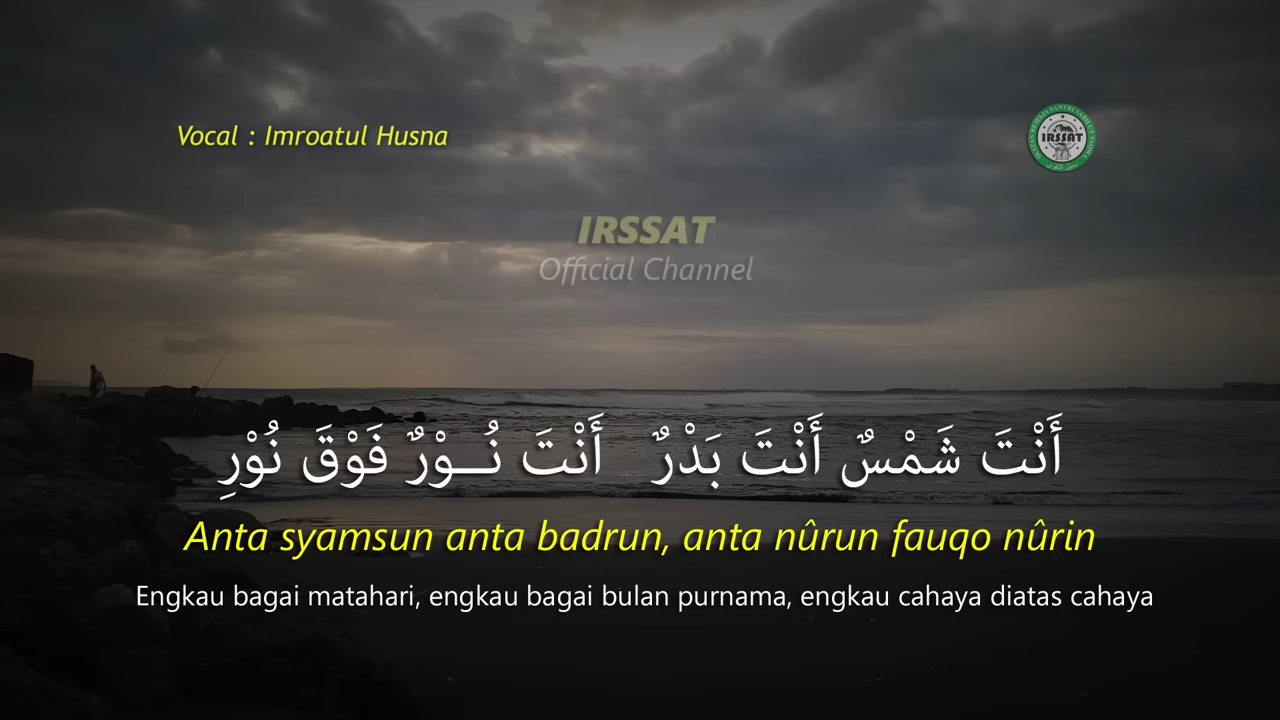 Vocal : Imroatul Husna
IRSSAT
IRSSAT
Official Channel
أَنْتَ شَمْسٌ أَنْتَ بَدْرٌ أَنْتَ نُــوْرٌ فَوْقَ نُوْرِ
Anta syamsun anta badrun, anta nûrun fauqo nûrin
Engkau bagai matahari, engkau bagai bulan purnama, engkau cahaya diatas cahaya